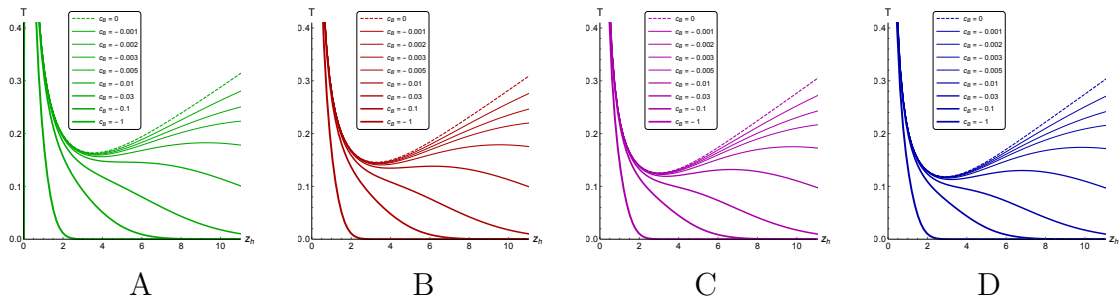 T
0.4
0.3
0.2
0.1
0.0
0 2 4 6 8 10 z_h
c_B = 0
c_B = - 0.001
c_B = - 0.002
c_B = - 0.003
c_B = - 0.005
c_B = - 0.01
c_B = - 0.03
c_B = - 0.1
c_B = - 1
A
T
0.4
0.3
0.2
0.1
0.0
0 2 4 6 8 10 z_h
c_B = 0
c_B = - 0.001
c_B = - 0.002
c_B = - 0.003
c_B = - 0.005
c_B = - 0.01
c_B = - 0.03
c_B = - 0.1
c_B = - 1
B
T
0.4
0.3
0.2
0.1
0.0
0 2 4 6 8 10 z_h
c_B = 0
c_B = - 0.001
c_B = - 0.002
c_B = - 0.003
c_B = - 0.005
c_B = - 0.01
c_B = - 0.03
c_B = - 0.1
c_B = - 1
C
T
0.4
0.3
0.2
0.1
0.0
0 2 4 6 8 10 z_h
c_B = 0
c_B = - 0.001
c_B = - 0.002
c_B = - 0.003
c_B = - 0.005
c_B = - 0.01
c_B = - 0.03
c_B = - 0.1
c_B = - 1
D